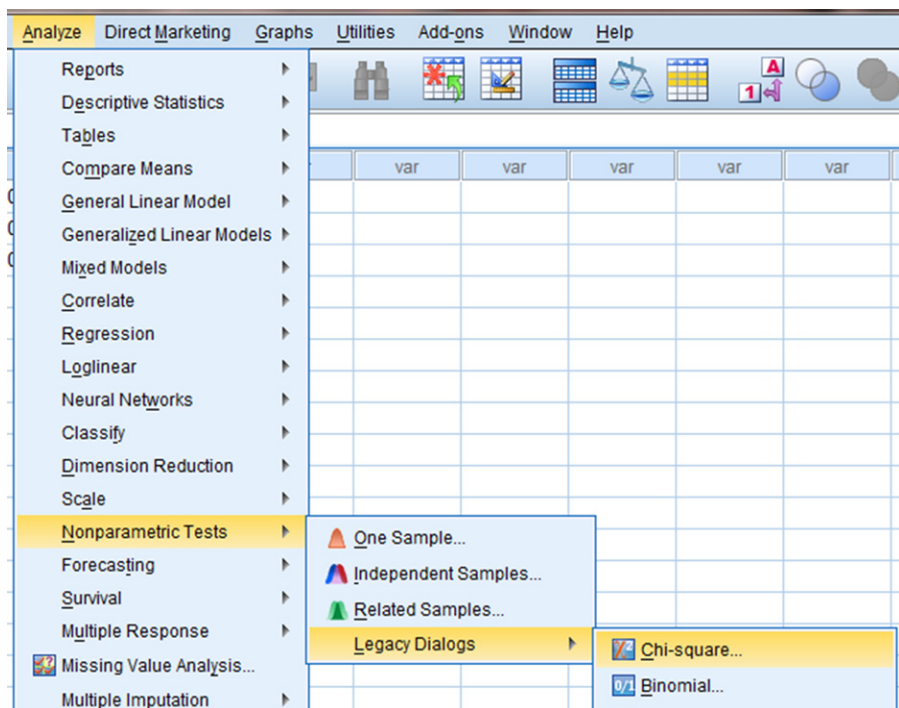 Analyze Direct Marketing Graphs Utilities Add-ons Window Help
A
1
var var var var var
Reports
Descriptive Statistics
Tables
Compare Means
General Linear Model
Generalized Linear Models
Mixed Models
Correlate
Regression
Loglinear
Neural Networks
Classify
Dimension Reduction
Scale
Nonparametric Tests
Forecasting
Survival
Multiple Response
Missing Value Analysis...
Multiple Imputation
One Sample...
Independent Samples...
Related Samples...
Legacy Dialogs
Chi-square...
0/1 Binomial...